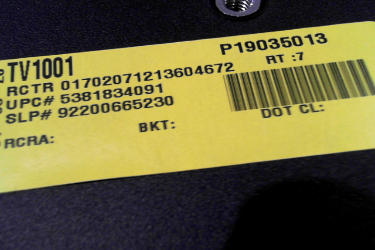 TV1001
P19035013
RCTR 01702071213604672
RT :7
UPC# 5381834091
SLP# 92200665230
DOT CL:
BKT:
RCRA: